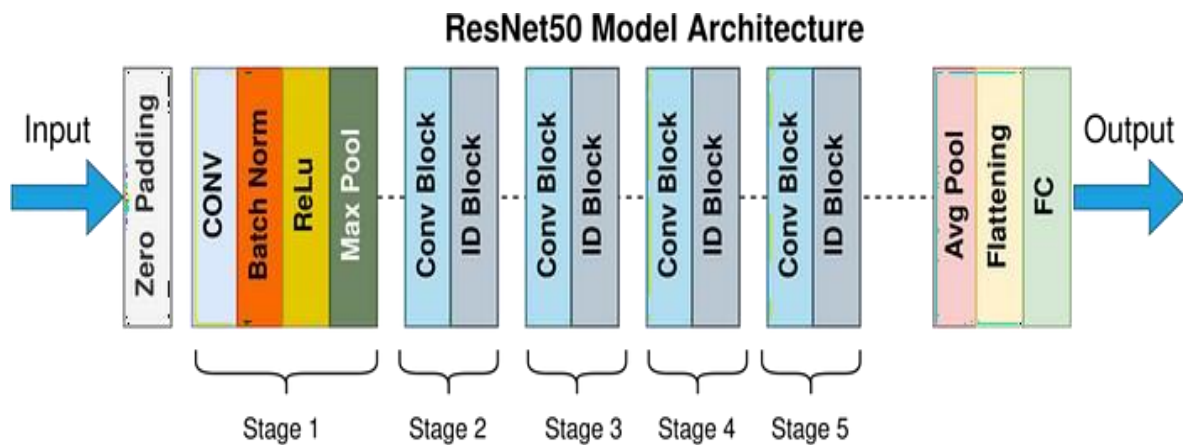 ResNet50 Model Architecture
Input
Zero Padding
CONV
Batch Norm
ReLu
Max Pool
Conv Block
ID Block
Conv Block
ID Block
Conv Block
ID Block
Conv Block
ID Block
Avg Pool
Flattening
FC
Output
Stage 1
Stage 2
Stage 3
Stage 4
Stage 5